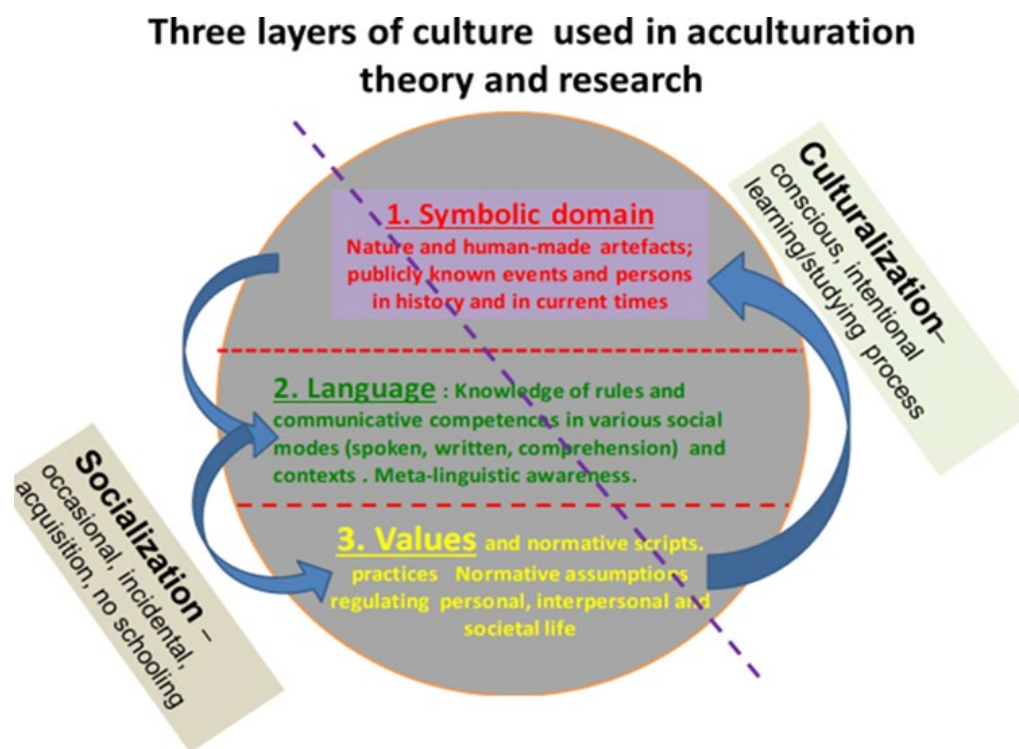 Three layers of culture used in acculturation
theory and research
1. Symbolic domain
Nature and human-made artefacts;
publicly known events and persons
in history and in current times
2. Language : Knowledge of rules and
communicative competences in various social
modes (spoken, written, comprehension) and
contexts . Meta-linguistic awareness.
3. Values and normative scripts.
practices Normative assumptions
regulating personal, interpersonal and
societal life
Culturalization–
conscious, intentional
learning/studying process
Socialization –
occasional, incidental,
acquisition, no schooling